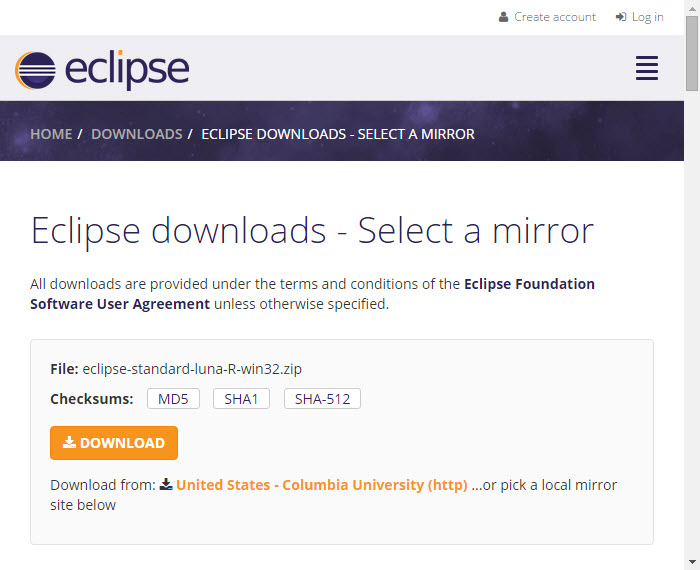 Create account Log in
eclipse
HOME / DOWNLOADS / ECLIPSE DOWNLOADS - SELECT A MIRROR
Eclipse downloads - Select a mirror
All downloads are provided under the terms and conditions of the Eclipse Foundation
Software User Agreement unless otherwise specified.
File: eclipse-standard-luna-R-win32.zip
Checksums: MD5 SHA1 SHA-512
DOWNLOAD
Download from: United States - Columbia University (http) ...or pick a local mirror
site below